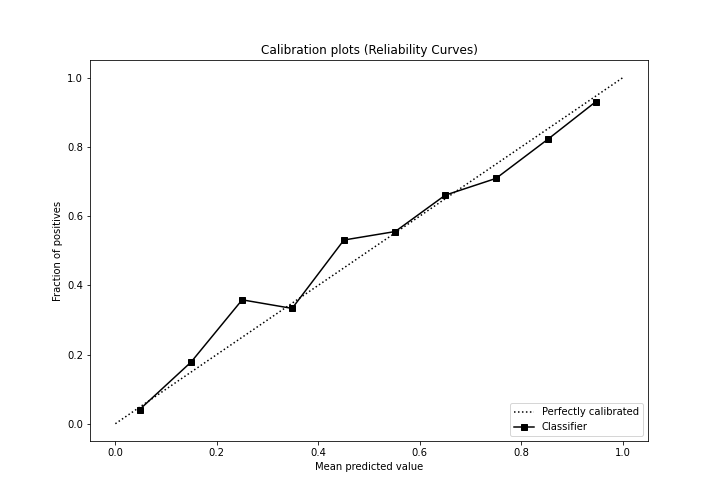 Calibration plots (Reliability Curves)
1.0
0.8
0.6
0.4
0.2
0.0
Fraction of positives
0.0 0.2 0.4 0.6 0.8 1.0
Mean predicted value
Perfectly calibrated
Classifier